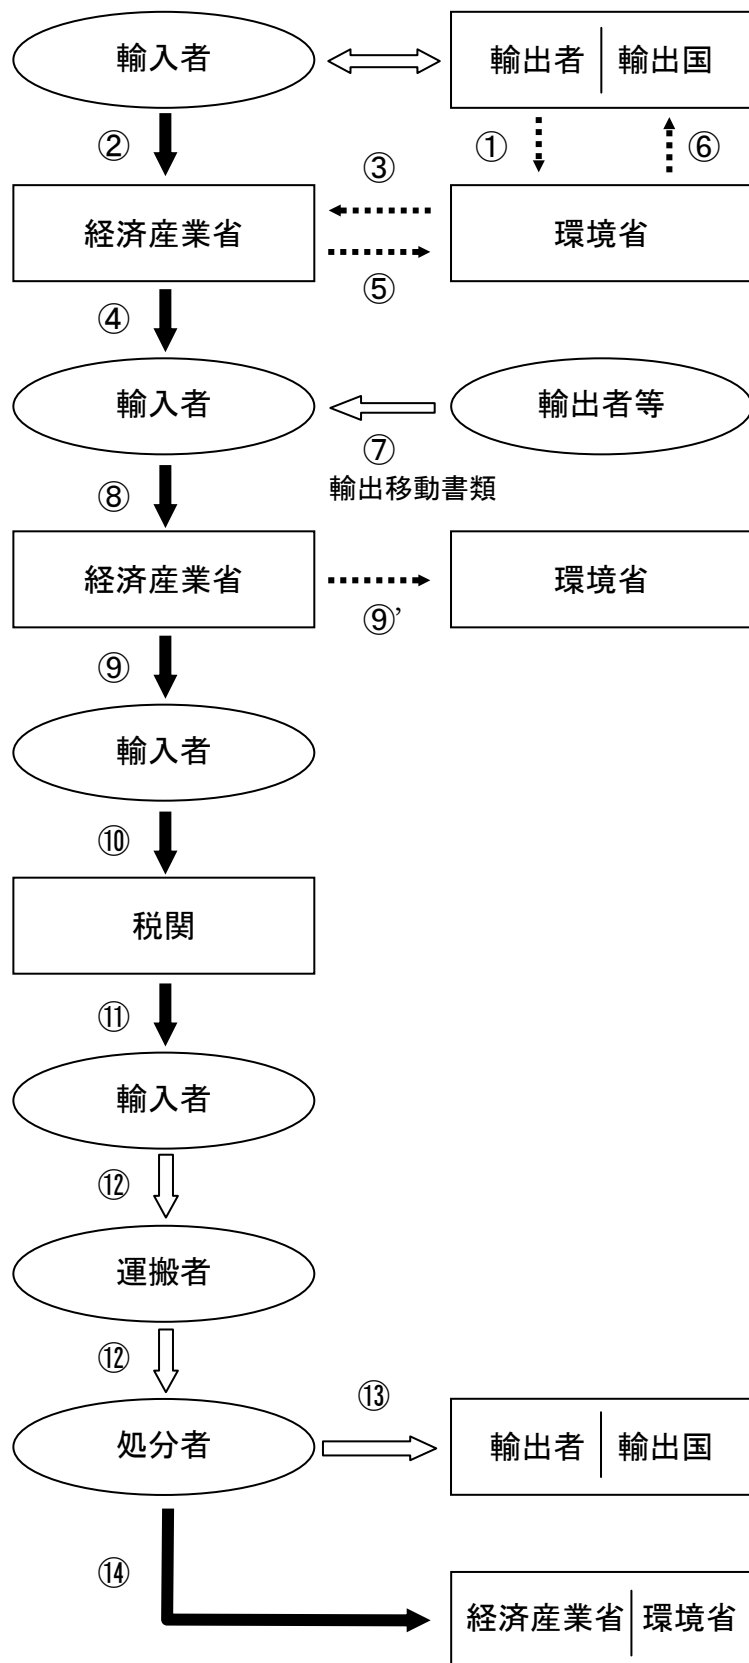 輸入者
輸出者 輸出国
② ① ⑥
③
経済産業省 環境省
⑤
④
輸入者 輸出者等
⑦
⑧ 輸出移動書類
経済産業省 環境省
⑨’
⑨
輸入者
⑩
税関
⑪
輸入者
⑫
運搬者
⑫
⑬
処分者 輸出者 輸出国
⑭
経済産業省 環境省